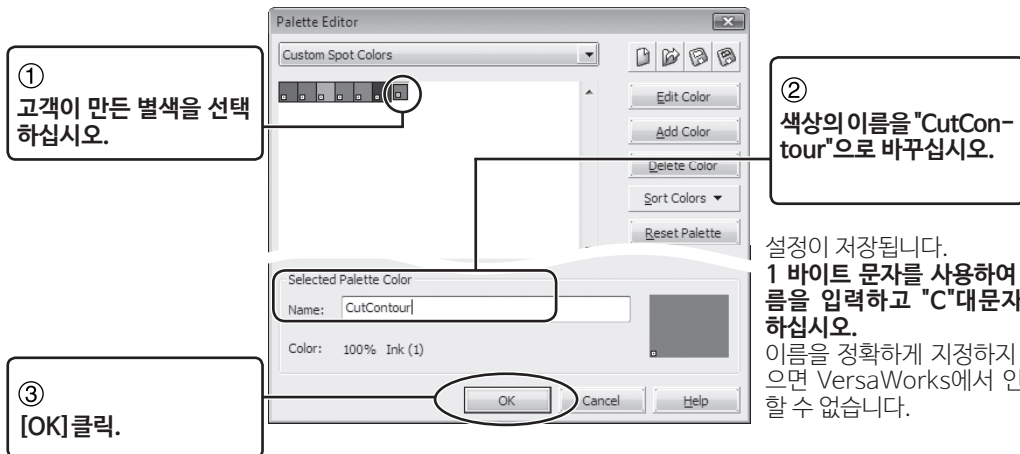 Palette Editor
Custom Spot Colors
①
고객이 만든 별색을 선택
하십시오.
Edit Color
Add Color
Delete Color
Sort Colors
Reset Palette
②
색상의 이름을 "CutCon-
tour"으로 바꾸십시오.
설정이 저장됩니다.
1 바이트 문자를 사용하여
름을 입력하고 "C"대문자
하십시오.
이름을 정확하게 지정하지
으면 VersaWorks에서 인
할 수 없습니다.
Selected Palette Color
Name: CutContour
Color: 100% Ink (1)
③
[OK] 클릭.
OK
Cancel
Help